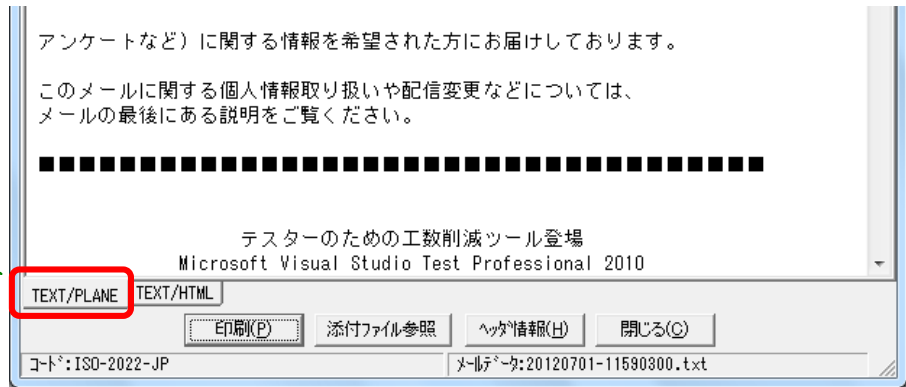 アンケートなど）に関する情報を希望された方にお届けしております。
このメールに関する個人情報取り扱いや配信変更などについては、
メールの最後にある説明をご覧ください。
■■■■■■■■■■■■■■■■■■■■■■■■■■■■■■■■■■■■
テスターのための工数削減ツール登場
Microsoft Visual Studio Test Professional 2010
TEXT/PLANE TEXT/HTML
印刷(P) 添付ファイル参照 ヘッダ情報(H) 閉じる(C)
コード:ISO-2022-JP メールデータ:20120701-11590300.txt